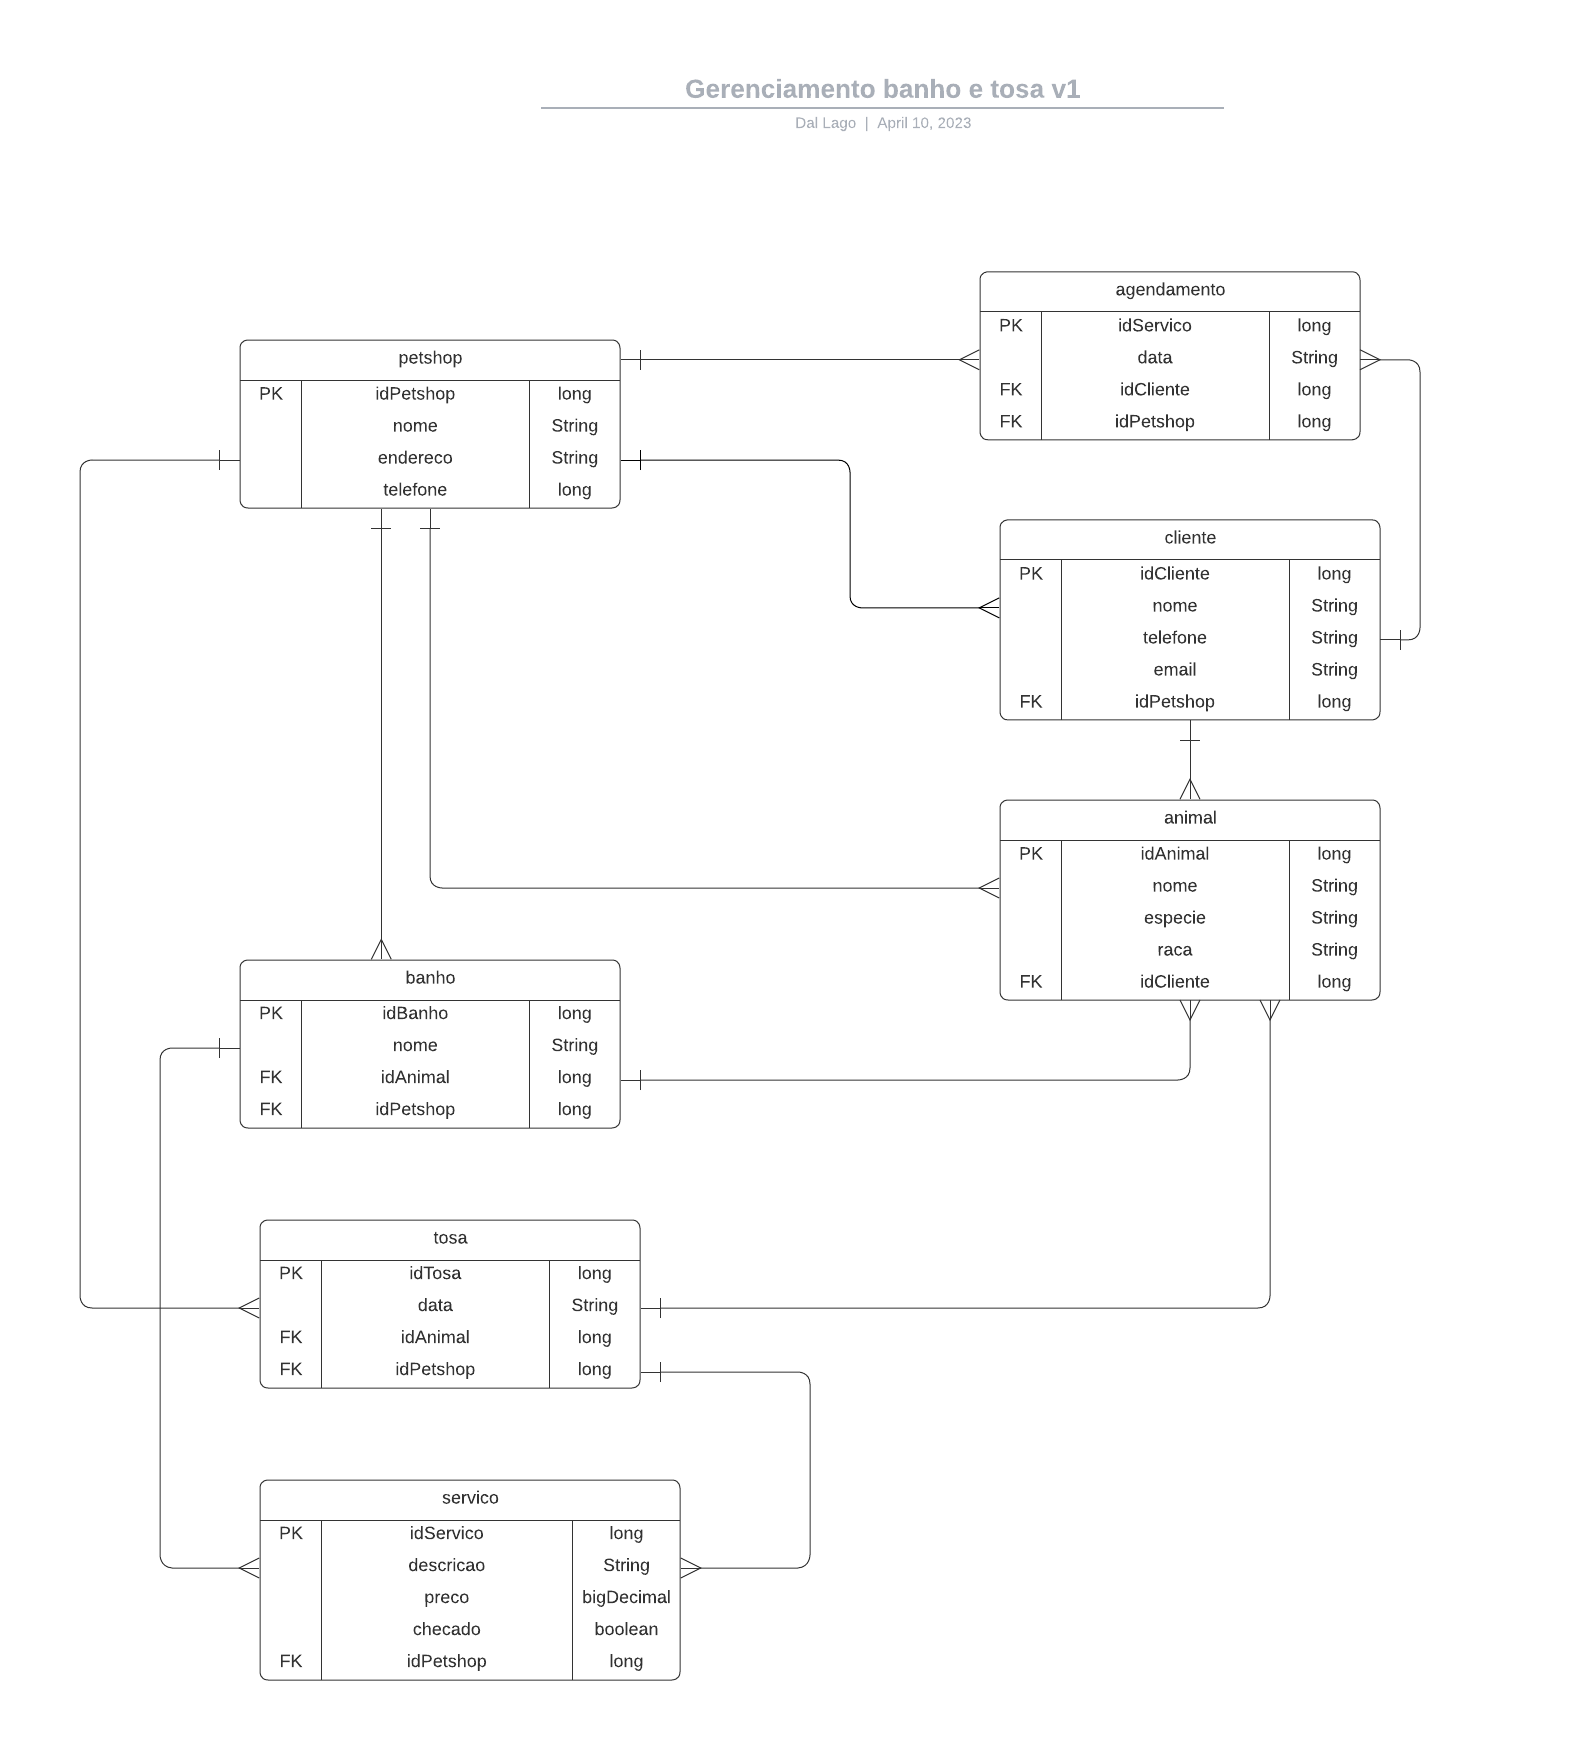 Gerenciamento banho e tosa v1
Dal Lago | April 10, 2023
agendamento
PK idServico long
data String
FK idCliente long
FK idPetshop long
petshop
PK idPetshop long
nome String
endereco String
telefone long
cliente
PK idCliente long
nome String
telefone String
email String
FK idPetshop long
animal
PK idAnimal long
nome String
especie String
raca String
FK idCliente long
banho
PK idBanho long
nome String
FK idAnimal long
FK idPetshop long
tosa
PK idTosa long
data String
FK idAnimal long
FK idPetshop long
servico
PK idServico long
descricao String
preco bigDecimal
checado boolean
FK idPetshop long